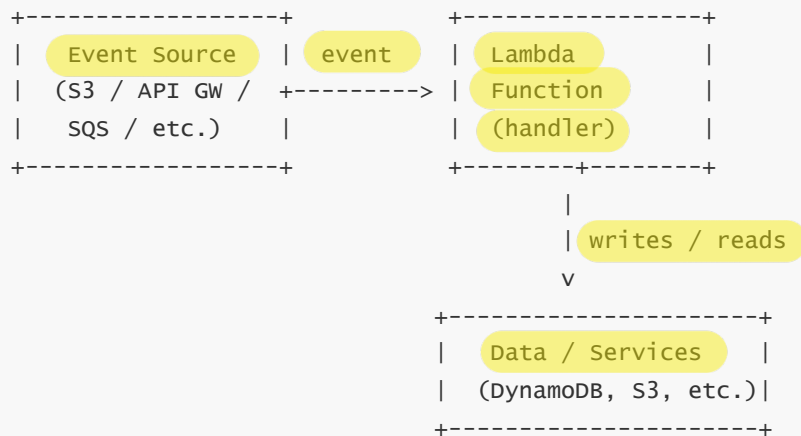 +------------------+          +----------------+
|   Event Source   |  event   |  Lambda        |
|  (S3 / API GW /  +---------> |  Function      |
|   SQS / etc.)    |          |  (handler)     |
+------------------+          +--------+--------+
|
| writes / reads
v
+----------------------+
|   Data / Services    |
|  (DynamoDB, S3, etc.)|
+----------------------+